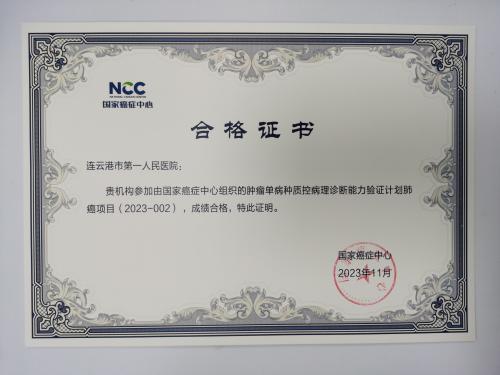 NCC
NATIONAL CANCER CENTER
国家癌症中心
合格证书
连云港市第一人民医院：
贵机构参加由国家癌症中心组织的肿瘤单病种质控病理诊断能力验证计划肺
癌项目（2023-002），成绩合格，特此证明。
国家癌症中心
2023年11月